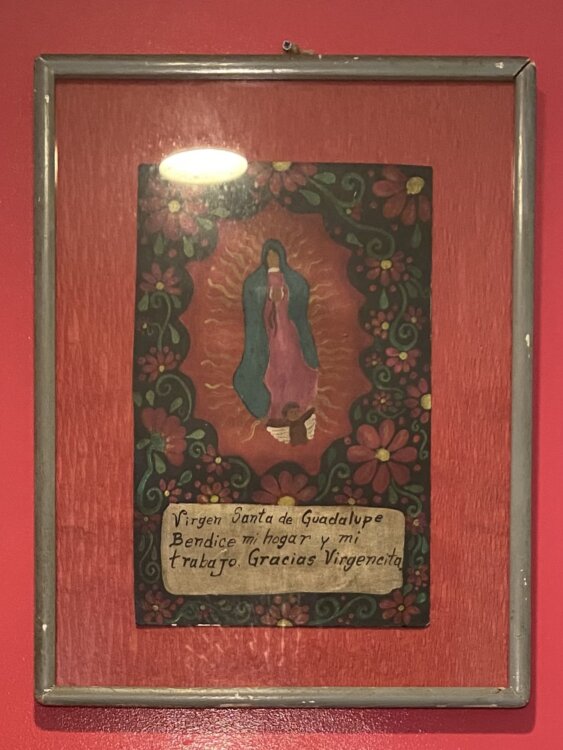 Virgen Santa de Guadalupe
Bendice mi hogar y mi
trabajo. Gracias Virgencita